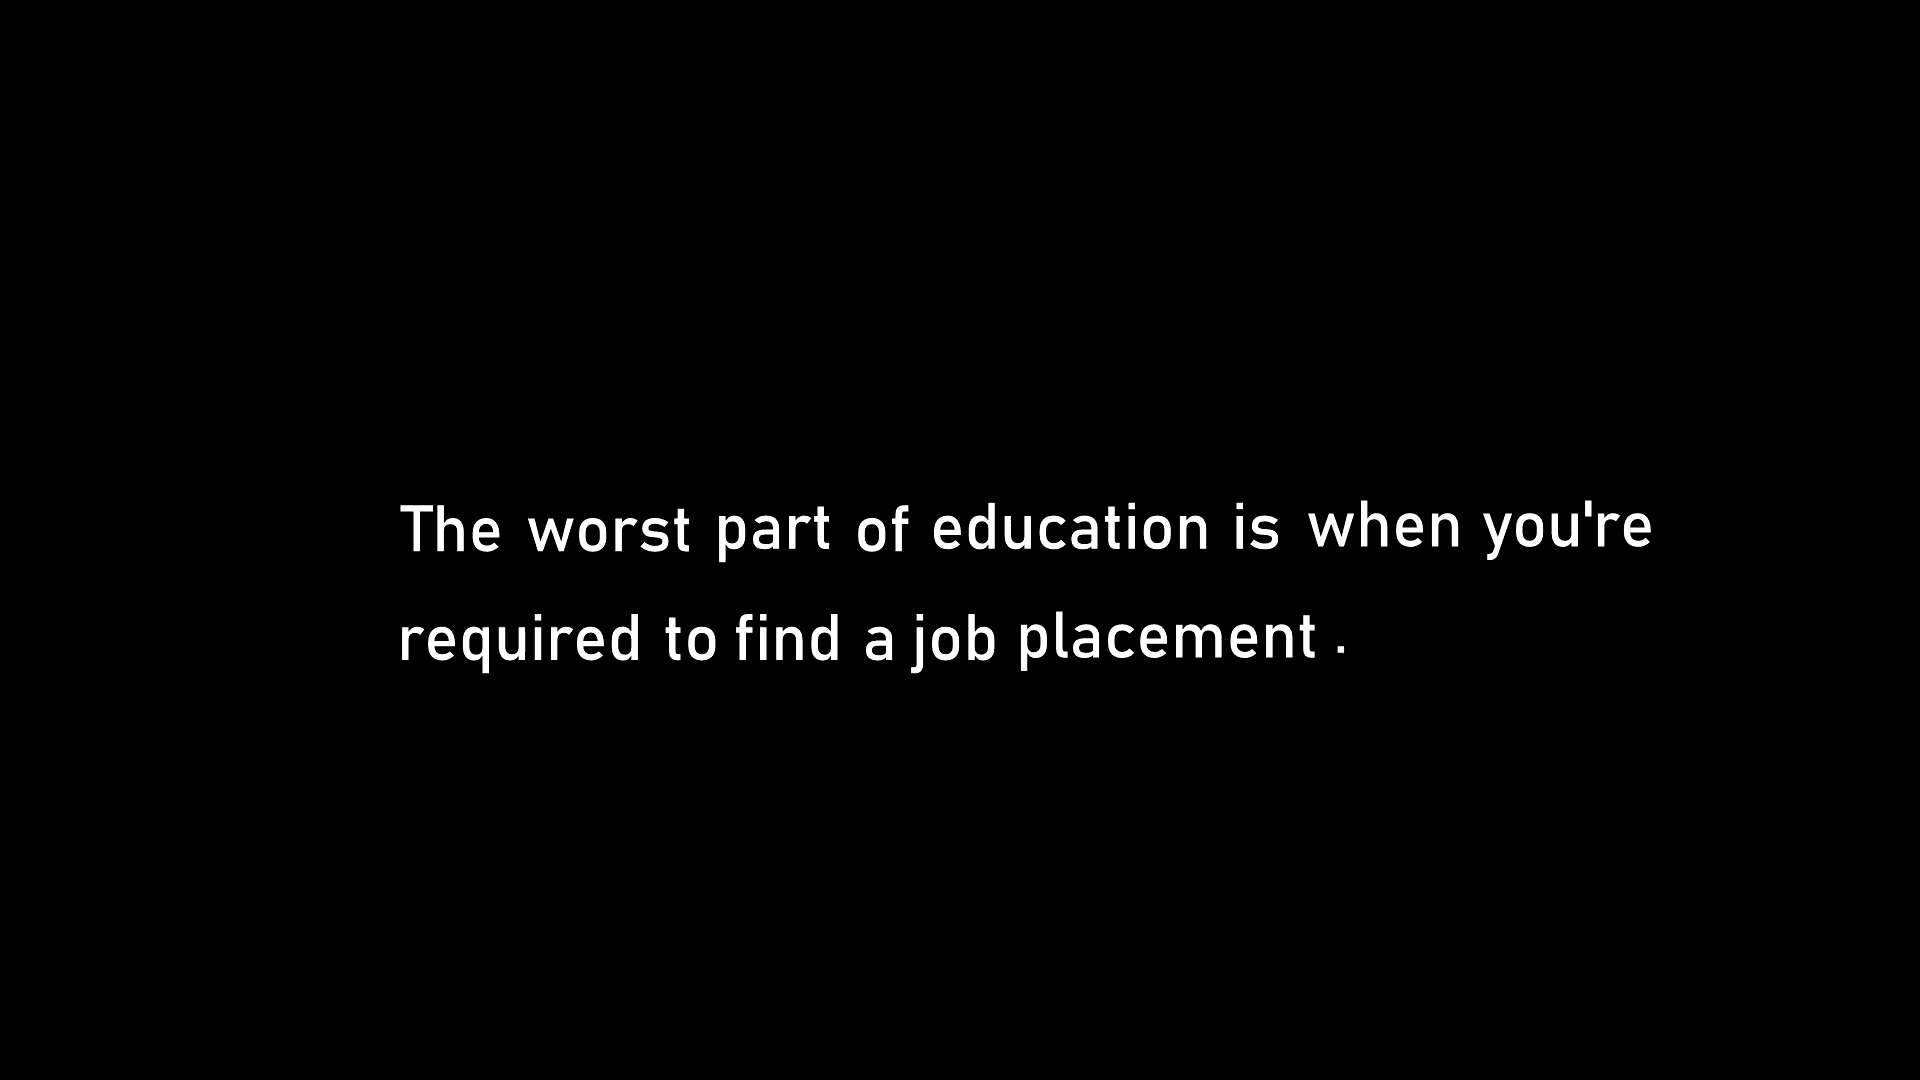 The worst part of education is when you're
required to find a job placement .